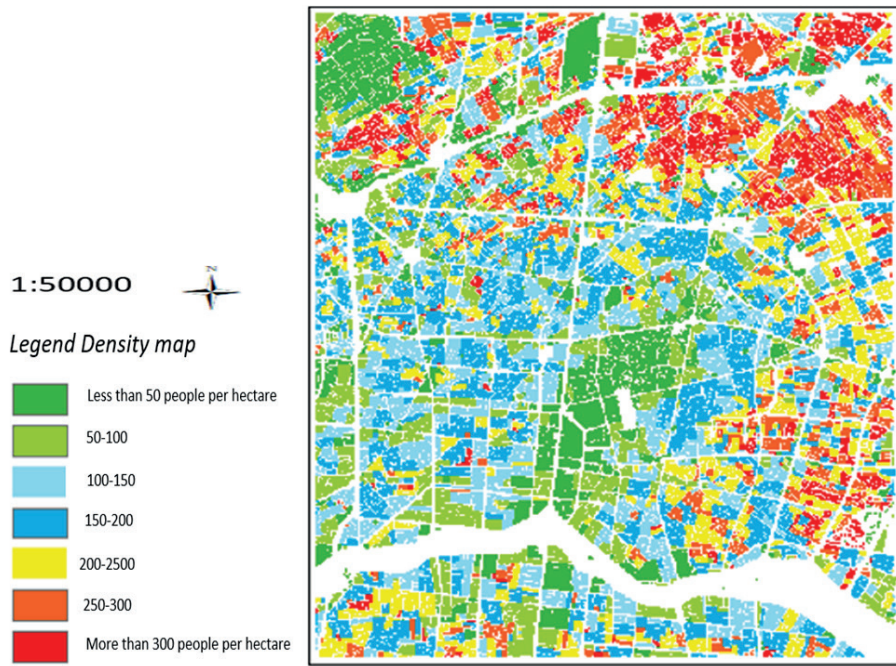 N
1:50000
Legend Density map
Less than 50 people per hectare
50-100
100-150
150-200
200-2500
250-300
More than 300 people per hectare